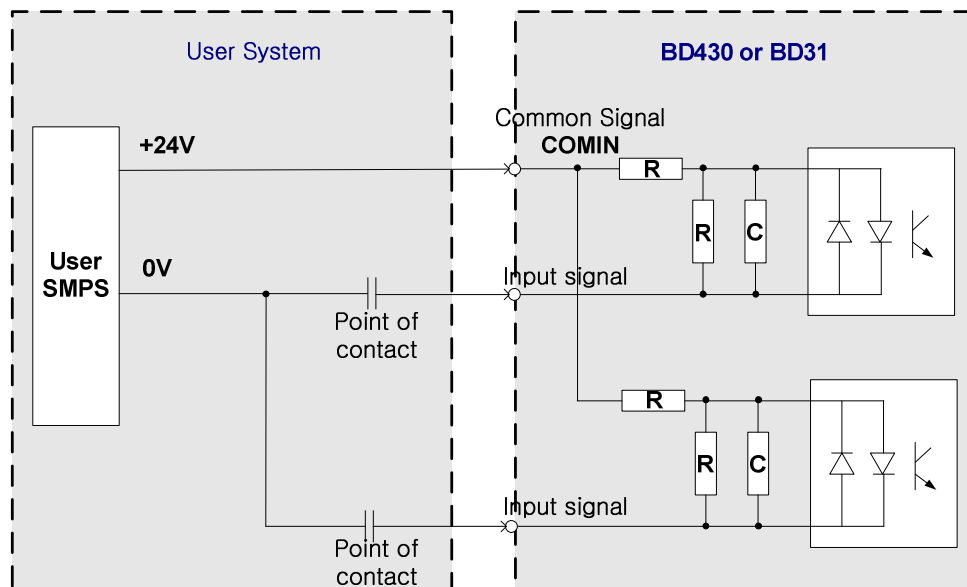 User System
BD430 or BD31
+24V
Common Signal
COMIN
R
R
C
User
SMPS
0V
Input signal
Point of
contact
R
R
C
Input signal
Point of
contact